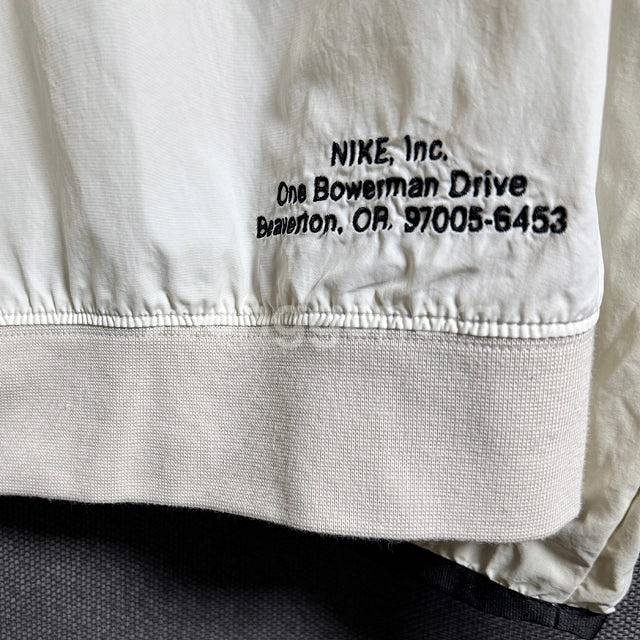 NIKE, Inc.
One Bowerman Drive
Beaverton, OR. 97005-6453